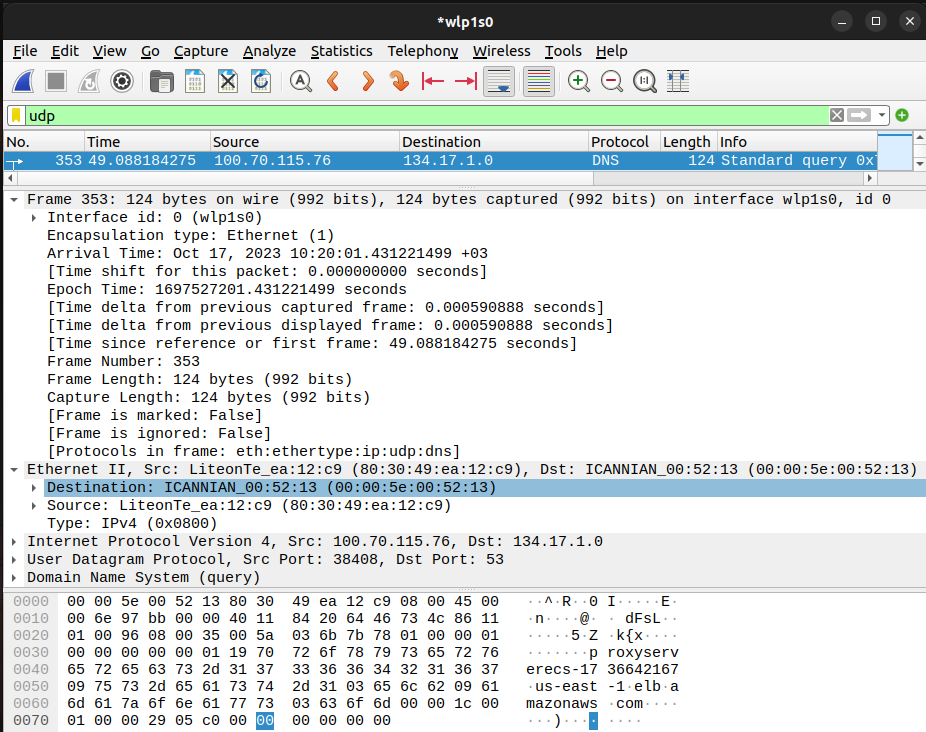 *wlp1s0
File Edit View Go Capture Analyze Statistics Telephony Wireless Tools Help
udp
No. Time Source Destination Protocol Length Info
353 49.088184275 100.70.115.76 134.17.1.0 DNS 124 Standard query 0x7
Frame 353: 124 bytes on wire (992 bits), 124 bytes captured (992 bits) on interface wlp1s0, id 0
Interface id: 0 (wlp1s0)
Encapsulation type: Ethernet (1)
Arrival Time: Oct 17, 2023 10:20:01.431221499 +03
[Time shift for this packet: 0.000000000 seconds]
Epoch Time: 1697527201.431221499 seconds
[Time delta from previous captured frame: 0.000590888 seconds]
[Time delta from previous displayed frame: 0.000590888 seconds]
[Time since reference or first frame: 49.088184275 seconds]
Frame Number: 353
Frame Length: 124 bytes (992 bits)
Capture Length: 124 bytes (992 bits)
[Frame is marked: False]
[Frame is ignored: False]
[Protocols in frame: eth:ethertype:ip:udp:dns]
Ethernet II, Src: LiteonTe_ea:12:c9 (80:30:49:ea:12:c9), Dst: ICANNIAN_00:52:13 (00:00:5e:00:52:13)
Destination: ICANNIAN_00:52:13 (00:00:5e:00:52:13)
Source: LiteonTe_ea:12:c9 (80:30:49:ea:12:c9)
Type: IPv4 (0x0800)
Internet Protocol Version 4, Src: 100.70.115.76, Dst: 134.17.1.0
User Datagram Protocol, Src Port: 38408, Dst Port: 53
Domain Name System (query)
0000 00 00 5e 00 52 13 80 30 49 ea 12 c9 08 00 45 00 ··^·R··0 I·····E·
0010 00 6e 97 bb 00 00 40 11 84 20 64 46 73 4c 86 11 ·n····@· · dFsL··
0020 01 00 96 08 00 35 00 5a 03 6b 7b 78 01 00 00 01 ·····5·Z ·k{x····
0030 00 00 00 00 00 01 19 70 72 6f 78 79 73 65 72 76 ·······p roxyserv
0040 65 72 65 63 73 2d 31 37 33 36 36 34 32 31 36 37 erecs-17 36642167
0050 09 75 73 2d 65 61 73 74 2d 31 03 65 6c 62 09 61 ·us-east -1·elb·a
0060 6d 61 7a 6f 6e 61 77 73 03 63 6f 6d 00 00 1c 00 mazonaws ·com····
0070 01 00 00 29 05 c0 00 00 00 00 00 00 ···)···· ····